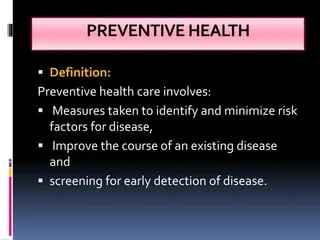 PREVENTIVE HEALTH
▪ Definition:
Preventive health care involves:
▪ Measures taken to identify and minimize risk
factors for disease,
▪ Improve the course of an existing disease
and
▪ screening for early detection of disease.